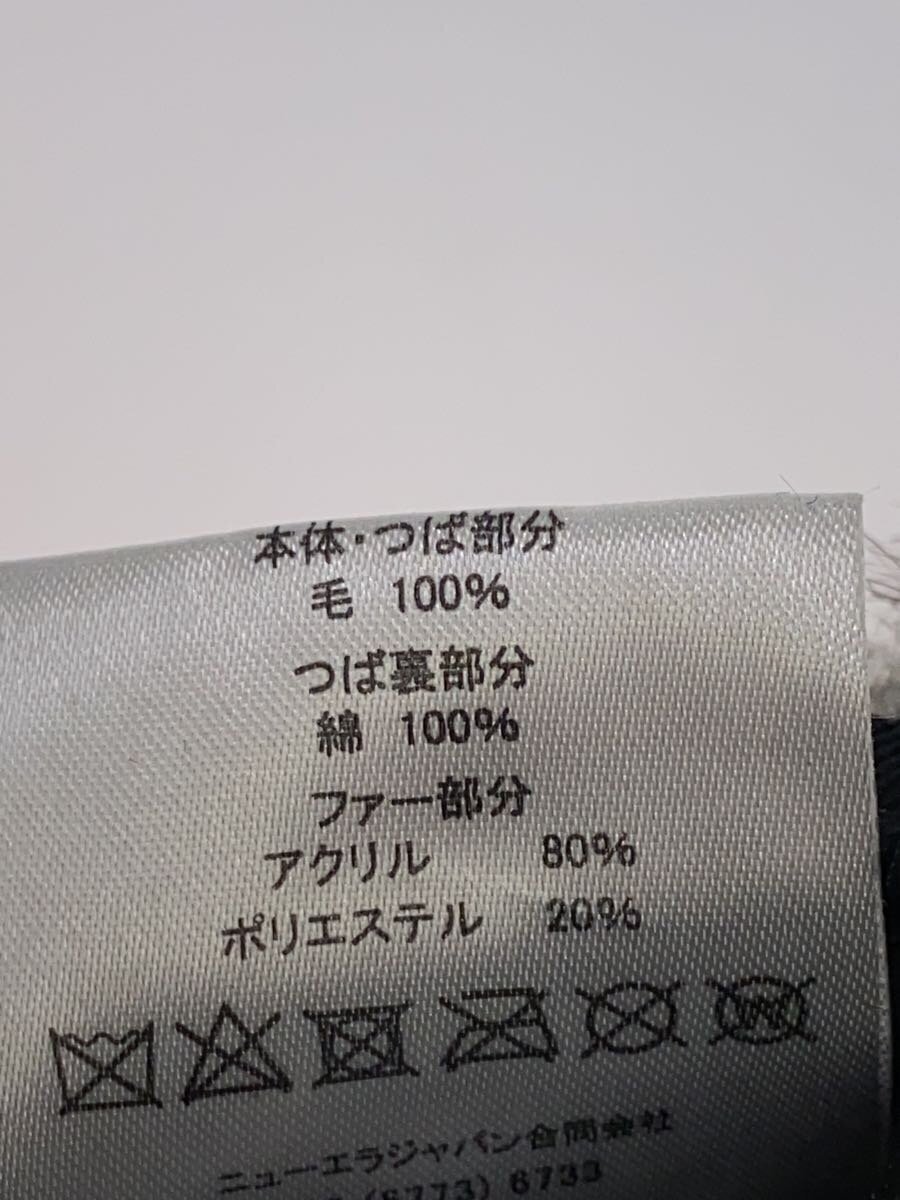 本体・つば部分
毛 100%
つば裏部分
綿 100%
ファー部分
アクリル 80%
ポリエステル 20%
W
ニューエラジャパン合同会社
(6773) 6733